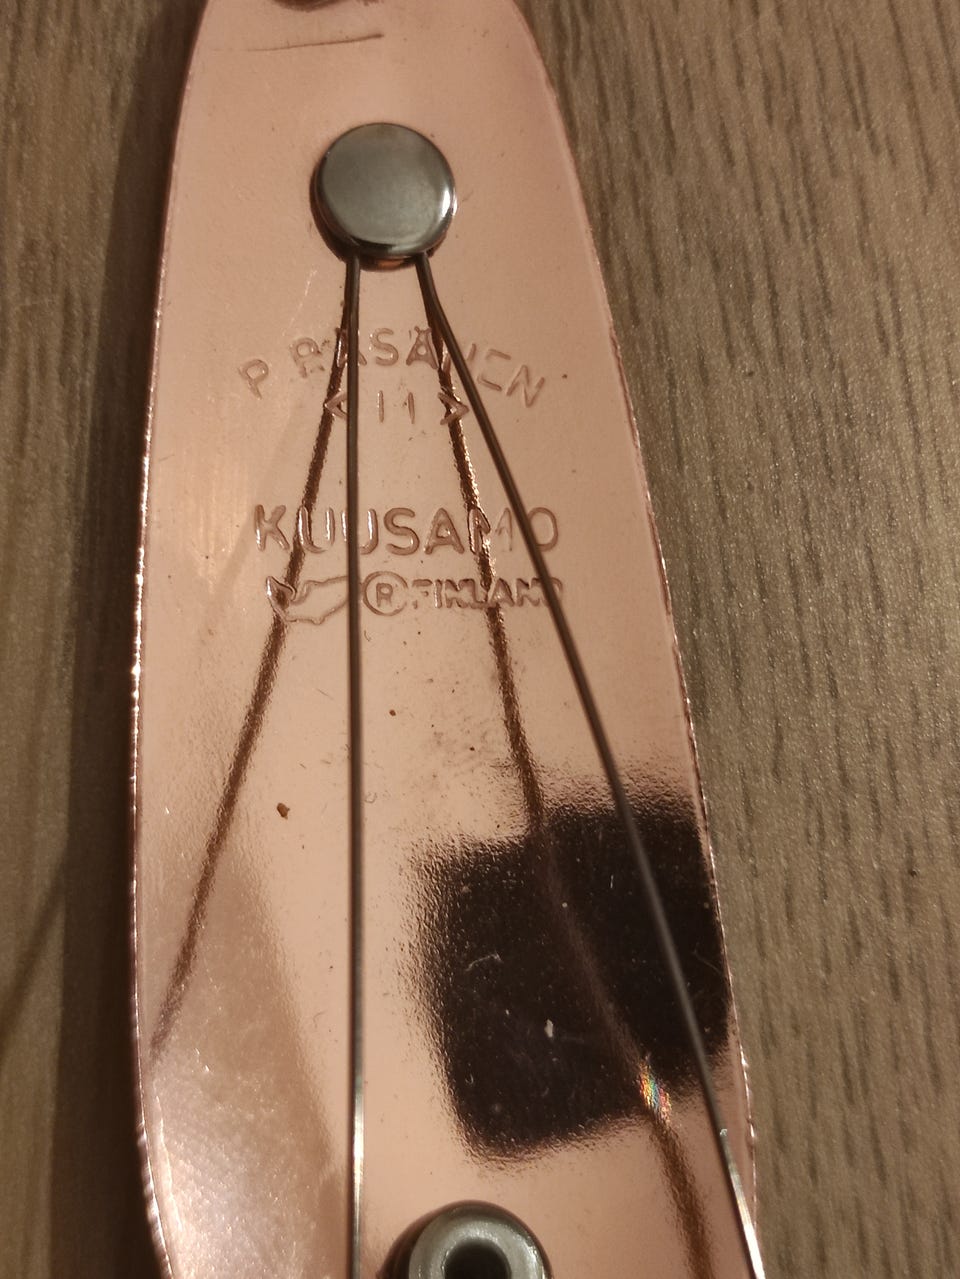 P RÄSÄNEN
< 11 >
KUUSAMO
® FINLAND